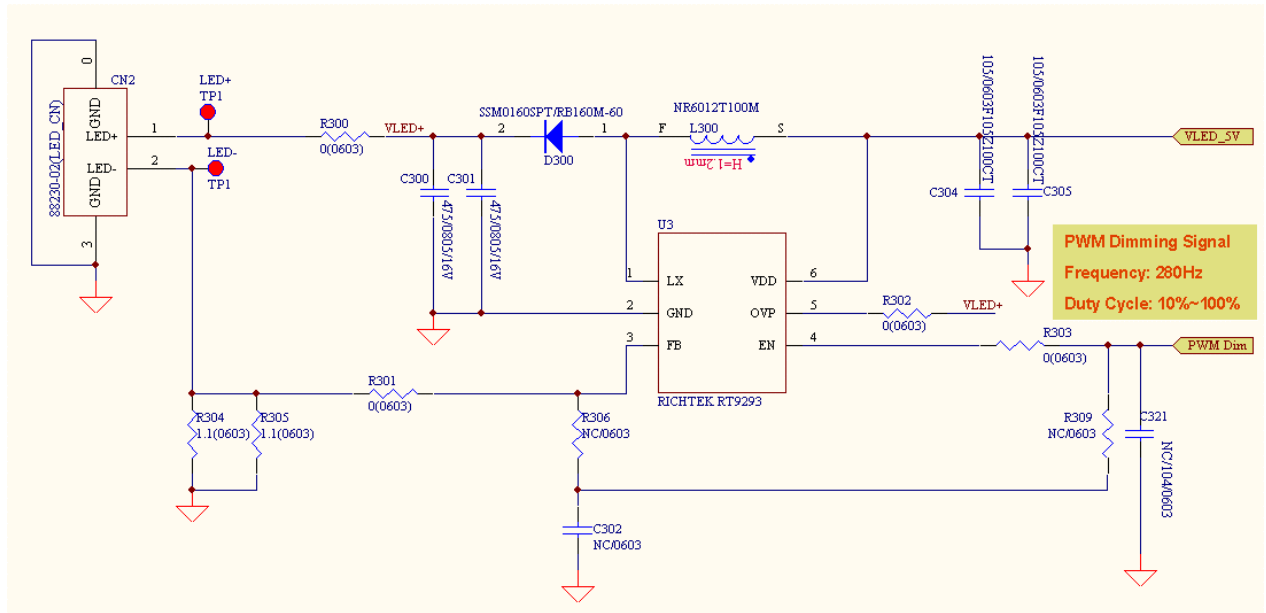 CN2
0
GND
LED+
LED-
GND
88230-02(LED_CN)
1
2
3
LED+
TP1
LED-
TP1
R300
0(0603)
VLED+
C300
475/0805/16V
C301
475/0805/16V
SSM0160SPT/RB160M-60
2
1
D300
NR6012T100M
F
L300
S
H=1.2mm
105/0603F105Z100CT
105/0603F105Z100CT
C304
C305
VLED_5V
U3
1
LX
VDD
6
2
GND
OVP
5
3
FB
EN
4
RICHTEK RT9293
R302
0(0603)
VLED+
R303
0(0603)
PWM Dimming Signal
Frequency: 280Hz
Duty Cycle: 10%~100%
PWM Dim
R301
0(0603)
R304
1.1(0603)
R305
1.1(0603)
R306
NC/0603
R309
NC/0603
C321
NC/104/0603
C302
NC/0603